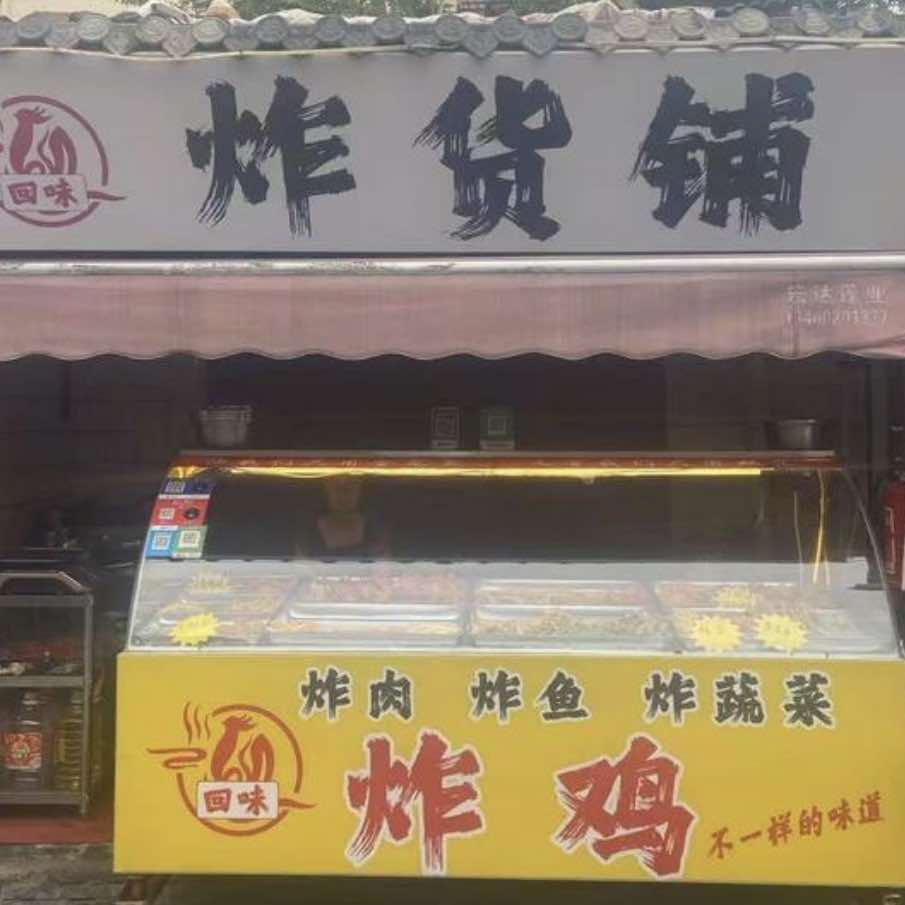 炸货铺
回味
炸肉 炸鱼 炸蔬菜
炸鸡
回味
不一样的味道